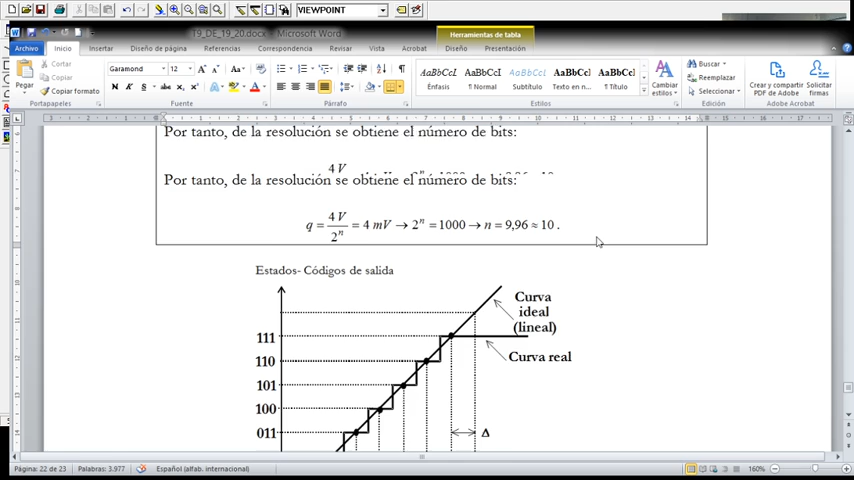 VIEWPOINT
T9_DE_19_20.docx - Microsoft Word
Herramientas de tabla
Archivo Inicio Insertar Diseño de página Referencias Correspondencia Vista Acrobat Diseño Presentación
Pegar
Cortar
Copiar
Copiar formato
Portapapeles
Garamond 12
N K S
Fuente
Párrafo
AaBbCcL AaBbCcI AaBbCcI AaBbCcI AaBbCcI
Énfasis ¶ Normal Subtítulo Texto en n... ¶ Título
Cambiar estilos
Estilos
Buscar
Reemplazar
Seleccionar
Edición
Crear y compartir PDF de Adobe
Solicitar firmas
Adobe Acrobat
Por tanto, de la resolución se obtiene el número de bits:
4 V
Por tanto, de la resolución se obtiene el número de bits:
q = 4 V / 2ⁿ = 4 mV → 2ⁿ = 1000 → n = 9,96 ≈ 10 .
Estados- Códigos de salida
Curva
ideal
(lineal)
111
Curva real
110
101
100
011
Δ
Página: 22 de 23 Palabras: 3.977 Español (alfab. internacional) 160%